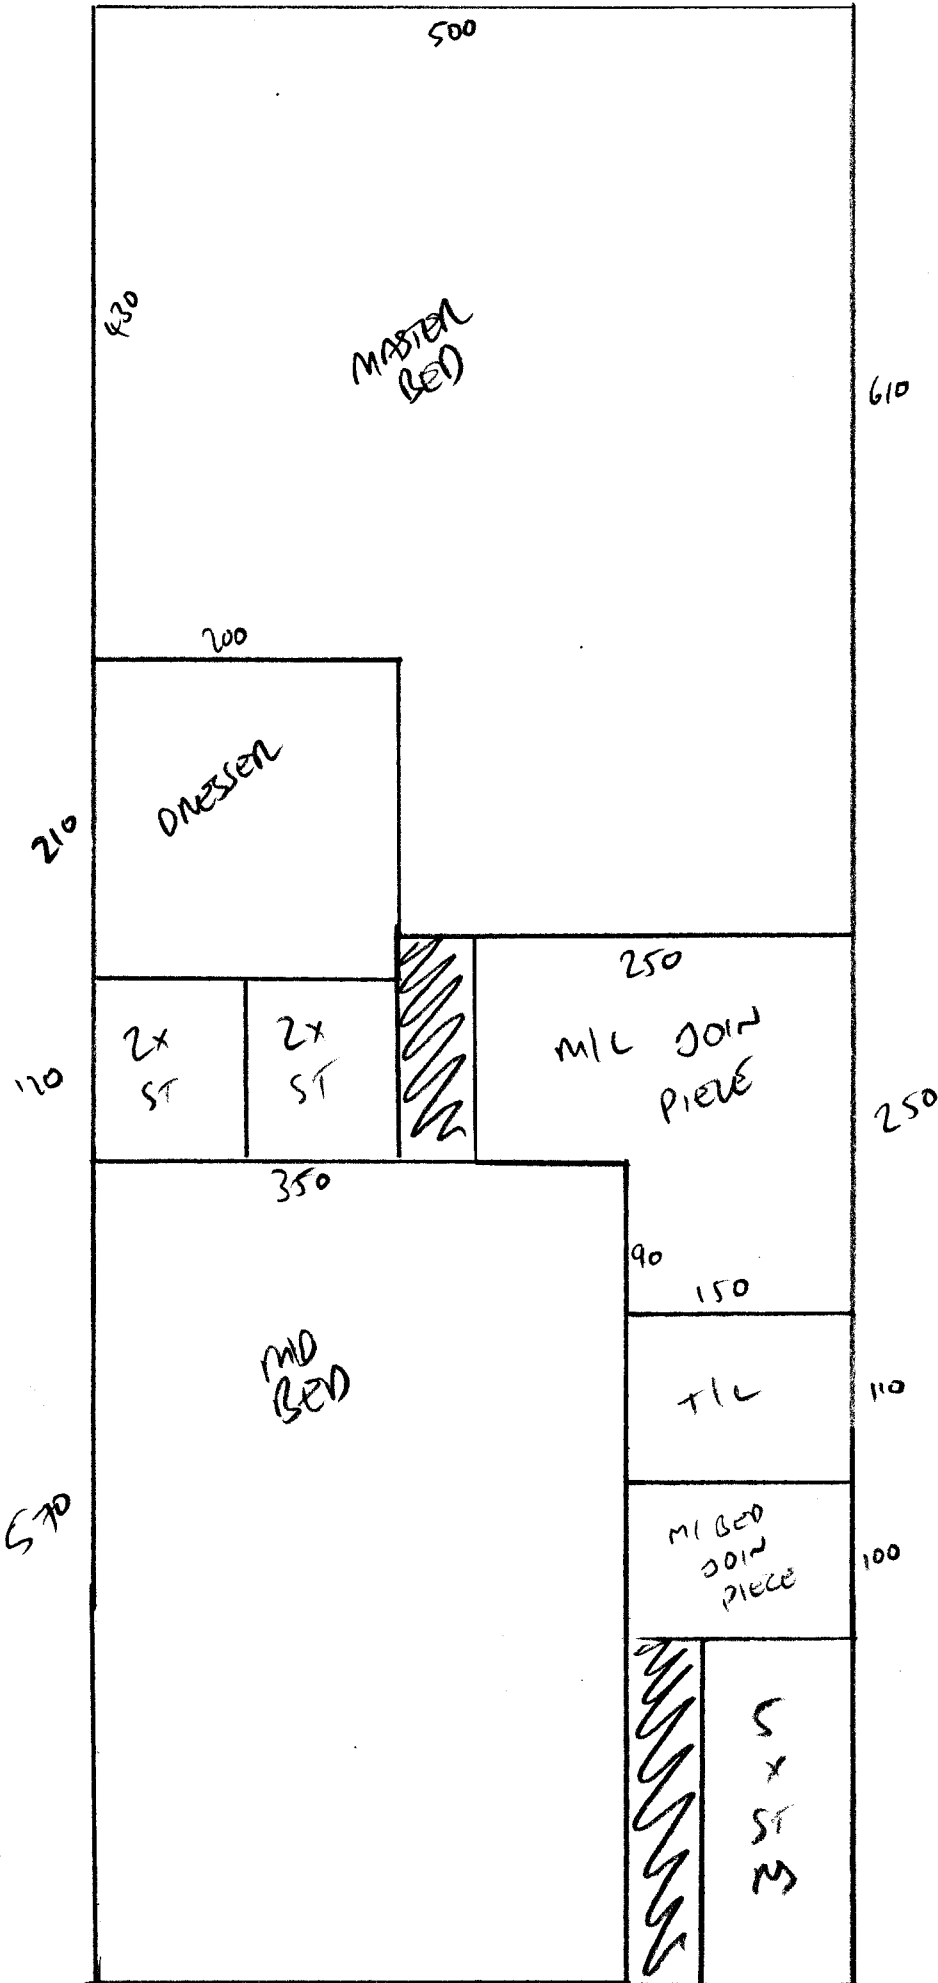 500
430
MASTER
BED
610
200
DRESSER
210
250
M/L JOIN
PIECE
2x
ST
2x
ST
120
250
350
90
150
MD
BED
T/L
110
570
M/BED
JOIN
PIECE
100
5
x
ST